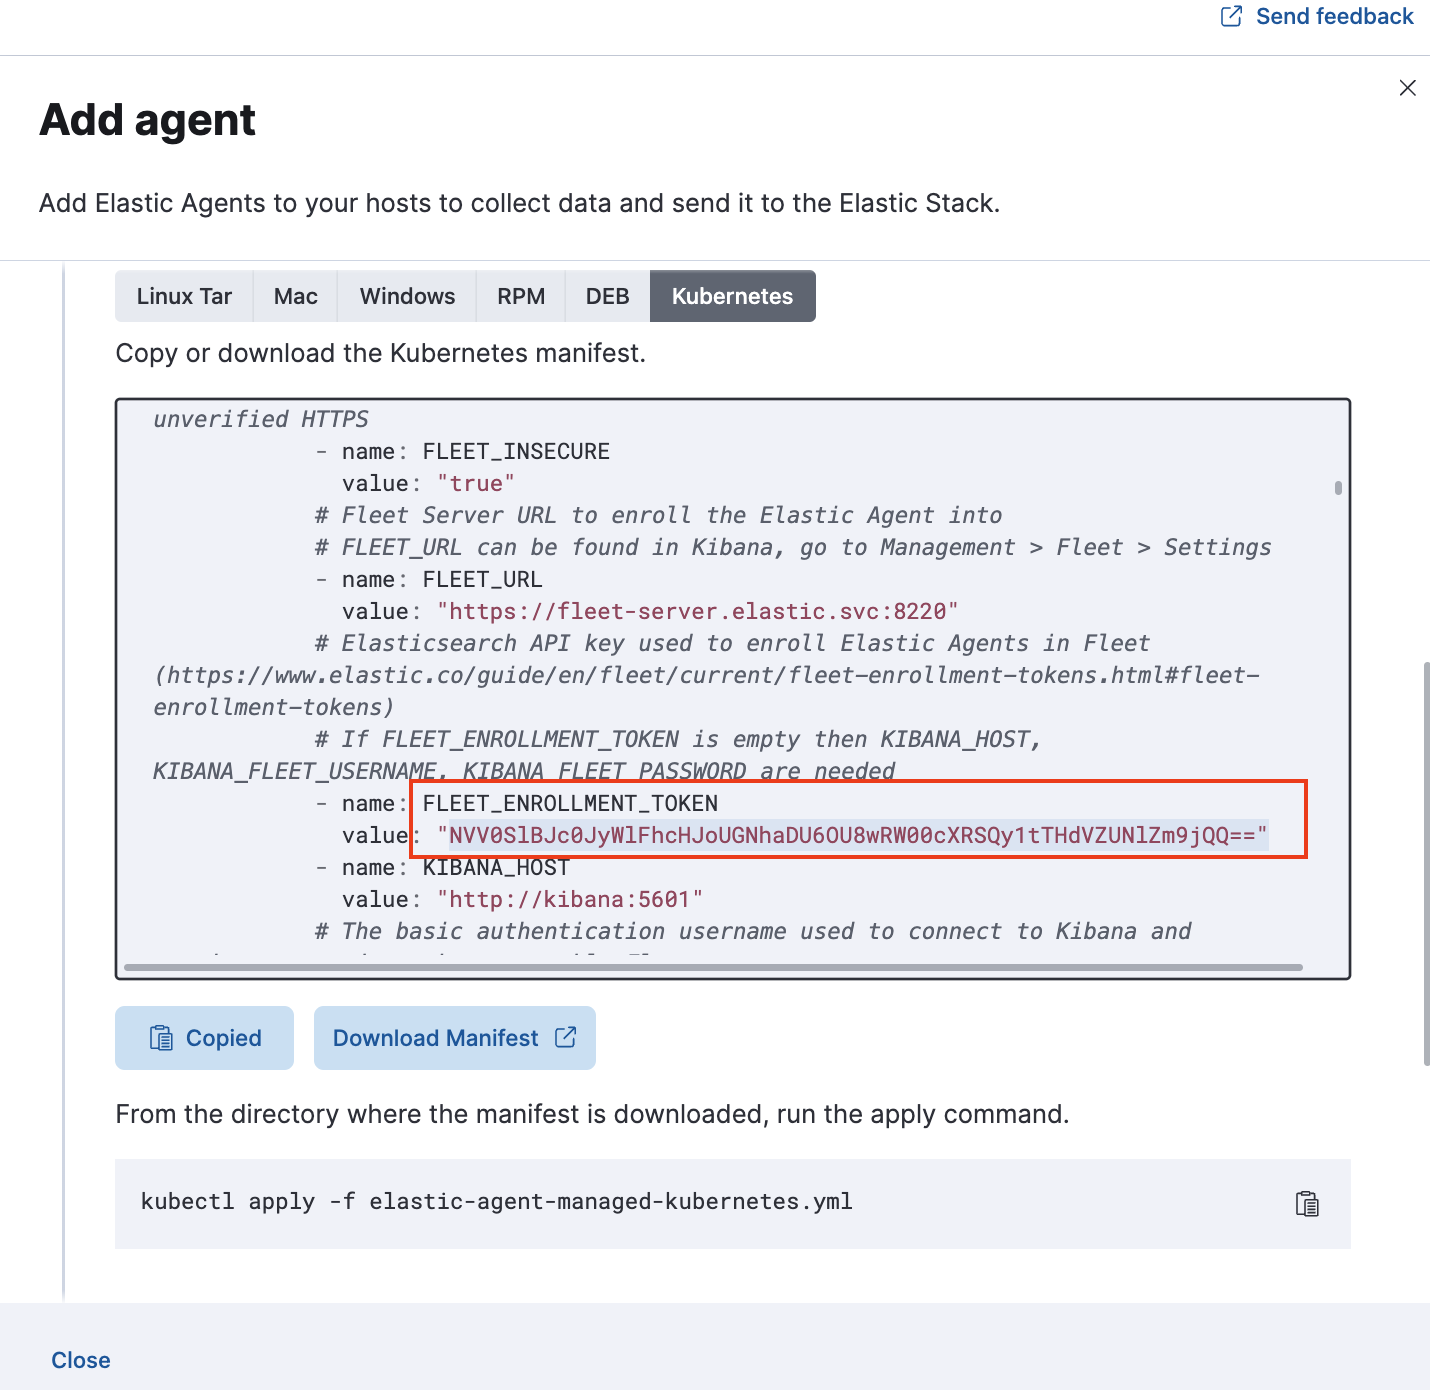 Send feedback
Add agent
Add Elastic Agents to your hosts to collect data and send it to the Elastic Stack.
Linux Tar Mac Windows RPM DEB Kubernetes
Copy or download the Kubernetes manifest.
unverified HTTPS
- name: FLEET_INSECURE
value: "true"
# Fleet Server URL to enroll the Elastic Agent into
# FLEET_URL can be found in Kibana, go to Management > Fleet > Settings
- name: FLEET_URL
value: "https://fleet-server.elastic.svc:8220"
# Elasticsearch API key used to enroll Elastic Agents in Fleet
(https://www.elastic.co/guide/en/fleet/current/fleet-enrollment-tokens.html#fleet-
enrollment-tokens)
# If FLEET_ENROLLMENT_TOKEN is empty then KIBANA_HOST,
KIBANA_FLEET_USERNAME, KIBANA_FLEET_PASSWORD are needed
- name: FLEET_ENROLLMENT_TOKEN
value: "NVV0SlBJc0JyWlFhcHJoUGNhaDU6OU8wRW00cXRSQy1tTHdVZUNlZm9jQQ=="
- name: KIBANA_HOST
value: "http://kibana:5601"
# The basic authentication username used to connect to Kibana and
Copied Download Manifest
From the directory where the manifest is downloaded, run the apply command.
kubectl apply -f elastic-agent-managed-kubernetes.yml
Close